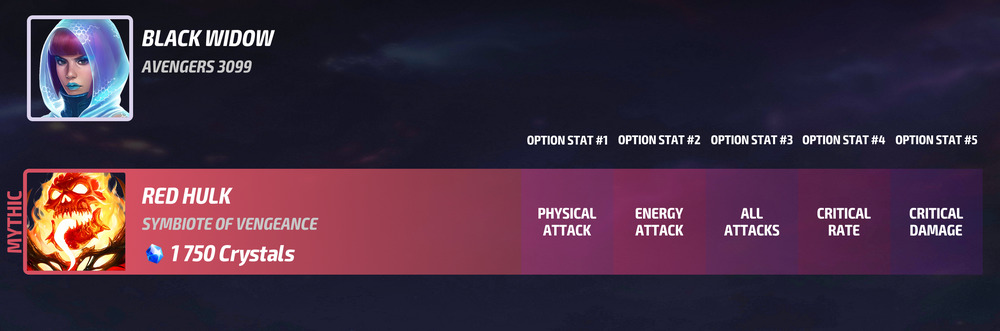 BLACK WIDOW
AVENGERS 3099
OPTION STAT #1 OPTION STAT #2 OPTION STAT #3 OPTION STAT #4 OPTION STAT #5
MYTHIC
RED HULK
SYMBIOTE OF VENGEANCE
1 750 Crystals
PHYSICAL ATTACK
ENERGY ATTACK
ALL ATTACKS
CRITICAL RATE
CRITICAL DAMAGE